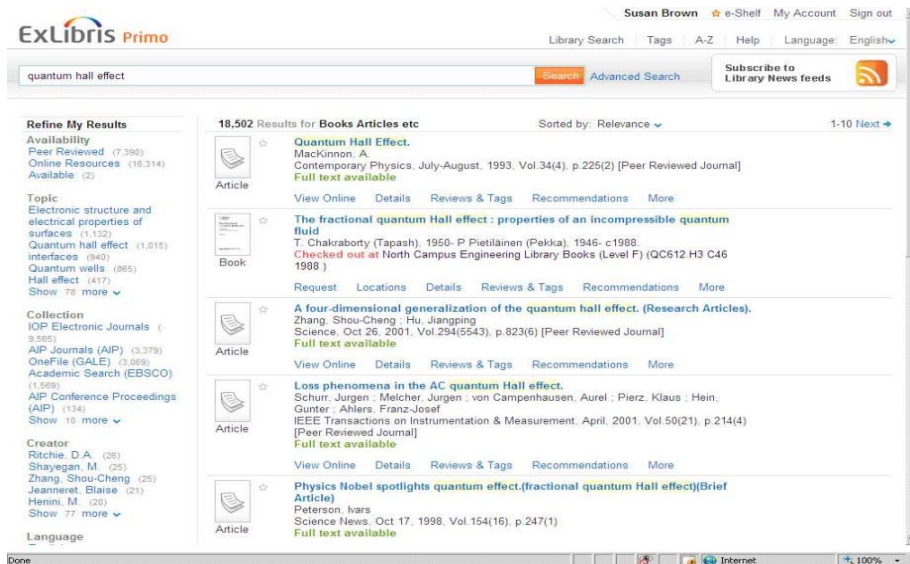 Susan Brown e-Shelf My Account Sign out
ExLibris Primo
Library Search Tags A-Z Help Language: English
quantum hall effect Search Advanced Search
Subscribe to
Library News feeds
Refine My Results
Availability
Peer Reviewed (7,390)
Online Resources (16,314)
Available (2)
Topic
Electronic structure and
electrical properties of
surfaces (1,132)
Quantum hall effect (1,015)
interfaces (940)
Quantum wells (865)
Hall effect (417)
Show 78 more
Collection
IOP Electronic Journals (
9,565)
AIP Journals (AIP) (3,379)
OneFile (GALE) (3,069)
Academic Search (EBSCO)
(1,569)
AIP Conference Proceedings
(AIP) (134)
Show 10 more
Creator
Ritchie, D.A. (26)
Shayegan, M. (25)
Zhang, Shou-Cheng (25)
Jeanneret, Blaise (21)
Henini, M. (20)
Show 77 more
Language
18,502 Results for Books Articles etc Sorted by: Relevance 1-10 Next
Article
Quantum Hall Effect.
MacKinnon, A.
Contemporary Physics, July-August, 1993, Vol.34(4), p.225(2) [Peer Reviewed Journal]
Full text available
View Online Details Reviews & Tags Recommendations More
Book
The fractional quantum Hall effect : properties of an incompressible quantum
fluid
T. Chakraborty (Tapash), 1950- P Pietiläinen (Pekka), 1946- c1988.
Checked out at North Campus Engineering Library Books (Level F) (QC612.H3 C46
1988 )
Request Locations Details Reviews & Tags Recommendations More
Article
A four-dimensional generalization of the quantum hall effect. (Research Articles).
Zhang, Shou-Cheng ; Hu, Jiangping
Science, Oct 26, 2001, Vol.294(5543), p.823(6) [Peer Reviewed Journal]
Full text available
View Online Details Reviews & Tags Recommendations More
Article
Loss phenomena in the AC quantum Hall effect.
Schurr, Jurgen ; Melcher, Jurgen ; von Campenhausen, Aurel ; Pierz, Klaus ; Hein,
Gunter ; Ahlers, Franz-Josef
IEEE Transactions on Instrumentation & Measurement, April, 2001, Vol.50(21), p.214(4)
[Peer Reviewed Journal]
Full text available
View Online Details Reviews & Tags Recommendations More
Article
Physics Nobel spotlights quantum effect.(fractional quantum Hall effect)(Brief
Article)
Peterson, Ivars
Science News, Oct 17, 1998, Vol.154(16), p.247(1)
Full text available
Done Internet 100%